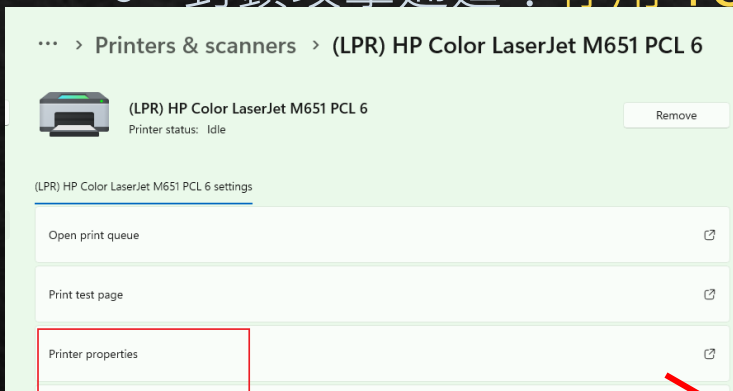 ... > Printers & scanners > (LPR) HP Color LaserJet M651 PCL 6
(LPR) HP Color LaserJet M651 PCL 6
Printer status: Idle
Remove
(LPR) HP Color LaserJet M651 PCL 6 settings
Open print queue
Print test page
Printer properties